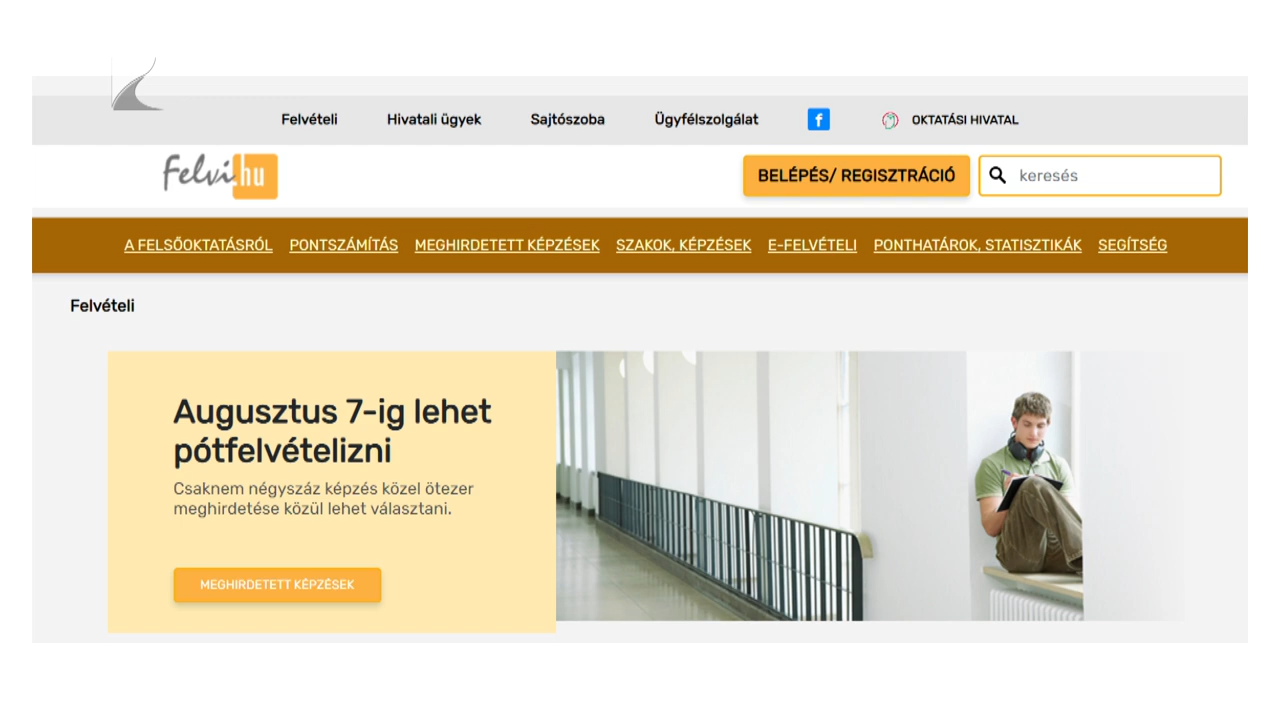 Felvételi Hivatali ügyek Sajtószoba Ügyfélszolgálat f OKTATÁSI HIVATAL
Felvi.hu BELÉPÉS/ REGISZTRÁCIÓ keresés
A FELSŐOKTATÁSRÓL PONTSZÁMÍTÁS MEGHIRDETETT KÉPZÉSEK SZAKOK, KÉPZÉSEK E-FELVÉTELI PONTHATÁROK, STATISZTIKÁK SEGÍTSÉG
Felvételi
Augusztus 7-ig lehet
pótfelvételizni
Csaknem négyszáz képzés közel ötezer
meghirdetése közül lehet választani.
MEGHIRDETETT KÉPZÉSEK